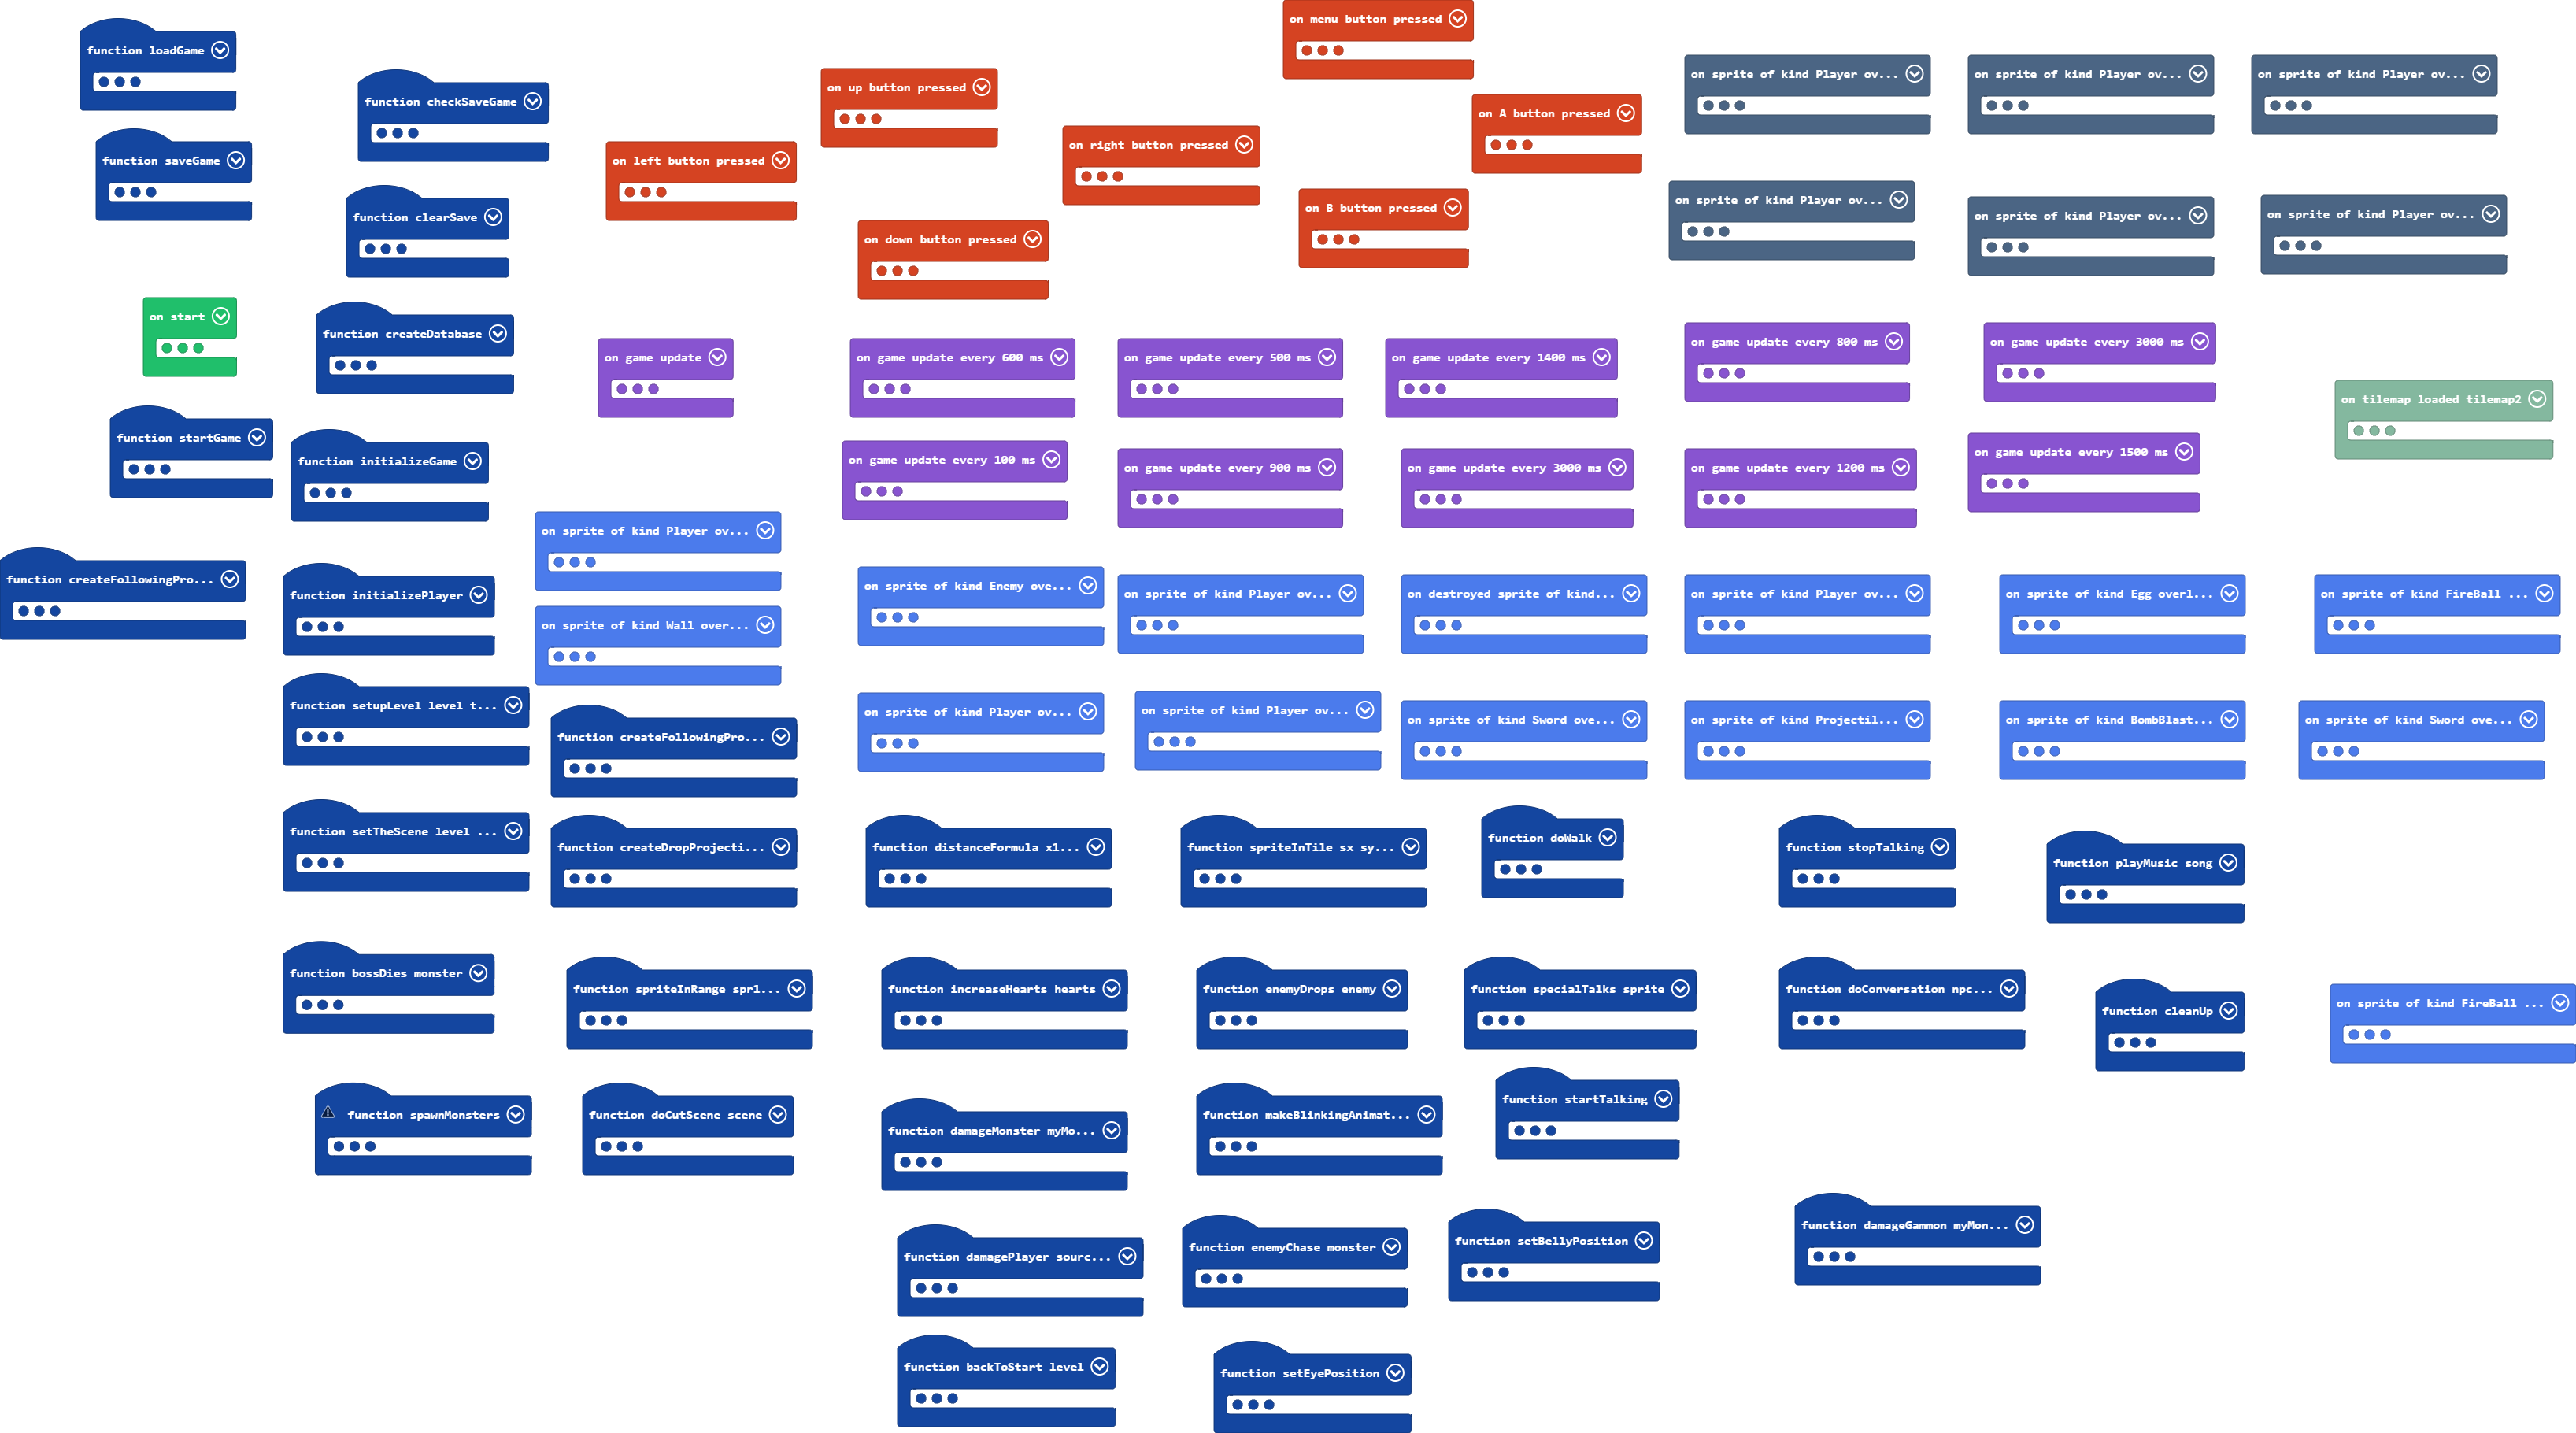 on menu button pressed
function loadGame
on sprite of kind Player ov...
on sprite of kind Player ov...
on sprite of kind Player ov...
on up button pressed
function checkSaveGame
on A button pressed
on right button pressed
function saveGame
on left button pressed
on sprite of kind Player ov...
on B button pressed
on sprite of kind Player ov...
on sprite of kind Player ov...
function clearSave
on down button pressed
on start
function createDatabase
on game update every 800 ms
on game update every 3000 ms
on game update
on game update every 600 ms
on game update every 500 ms
on game update every 1400 ms
on tilemap loaded tilemap2
function startGame
function initializeGame
on game update every 100 ms
on game update every 900 ms
on game update every 3000 ms
on game update every 1200 ms
on game update every 1500 ms
on sprite of kind Player ov...
function createFollowingPro...
function initializePlayer
on sprite of kind Enemy ove...
on sprite of kind Player ov...
on destroyed sprite of kind...
on sprite of kind Player ov...
on sprite of kind Egg overl...
on sprite of kind FireBall ...
on sprite of kind Wall over...
function setupLevel level t...
on sprite of kind Player ov...
on sprite of kind Player ov...
on sprite of kind Sword ove...
on sprite of kind Projectil...
on sprite of kind BombBlast...
on sprite of kind Sword ove...
function createFollowingPro...
function setTheScene level ...
function createDropProjecti...
function distanceFormula x1...
function spriteInTile sx sy...
function doWalk
function stopTalking
function playMusic song
function bossDies monster
function spriteInRange spr1...
function increaseHearts hearts
function enemyDrops enemy
function specialTalks sprite
function doConversation npc...
function cleanUp
on sprite of kind FireBall ...
function spawnMonsters
function doCutScene scene
function damageMonster myMo...
function makeBlinkingAnimat...
function startTalking
function damagePlayer sourc...
function enemyChase monster
function setBellyPosition
function damageGammon myMon...
function backToStart level
function setEyePosition